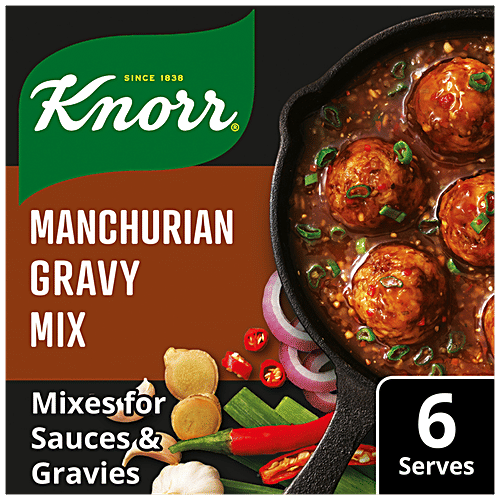 SINCE 1838
Knorr®
MANCHURIAN
GRAVY
MIX
Mixes for
Sauces &
Gravies
6
Serves